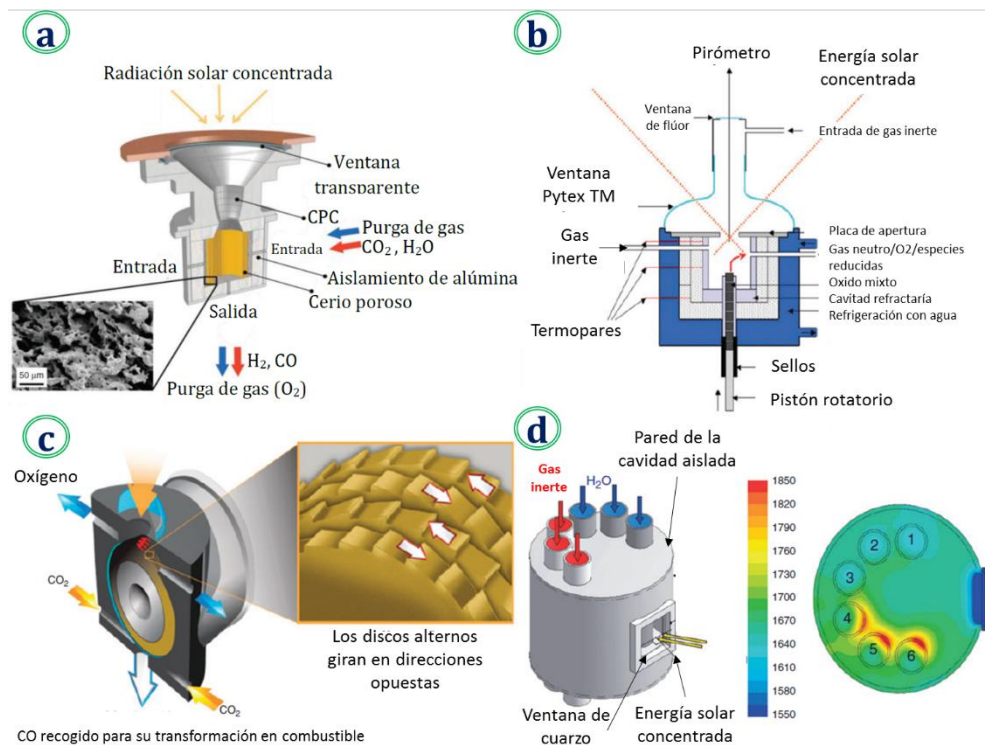 a
Radiación solar concentrada
Ventana
transparente
CPC
Purga de gas
CO₂ , H₂O
Entrada
Entrada
Aislamiento de alúmina
Cerio poroso
Salida
50 µm
H₂, CO
Purga de gas (O₂)
b
Pirómetro
Energía solar
concentrada
Ventana
de flúor
Entrada de gas inerte
Ventana
Pytex TM
Gas
inerte
Placa de apertura
Gas neutro/O2/especies
reducidas
Oxido mixto
Cavitad refractaría
Refrigeración con agua
Termopares
Sellos
Pistón rotatorio
c
Oxígeno
CO₂
CO₂
Los discos alternos
giran en direcciones
opuestas
CO recogido para su transformación en combustible
d
Pared de la
cavidad aislada
Gas
inerte
H₂O
Ventana de
cuarzo
Energía solar
concentrada
1850
1820
1790
1760
1730
1700
1670
1640
1610
1580
1550
1
2
3
4
5
6